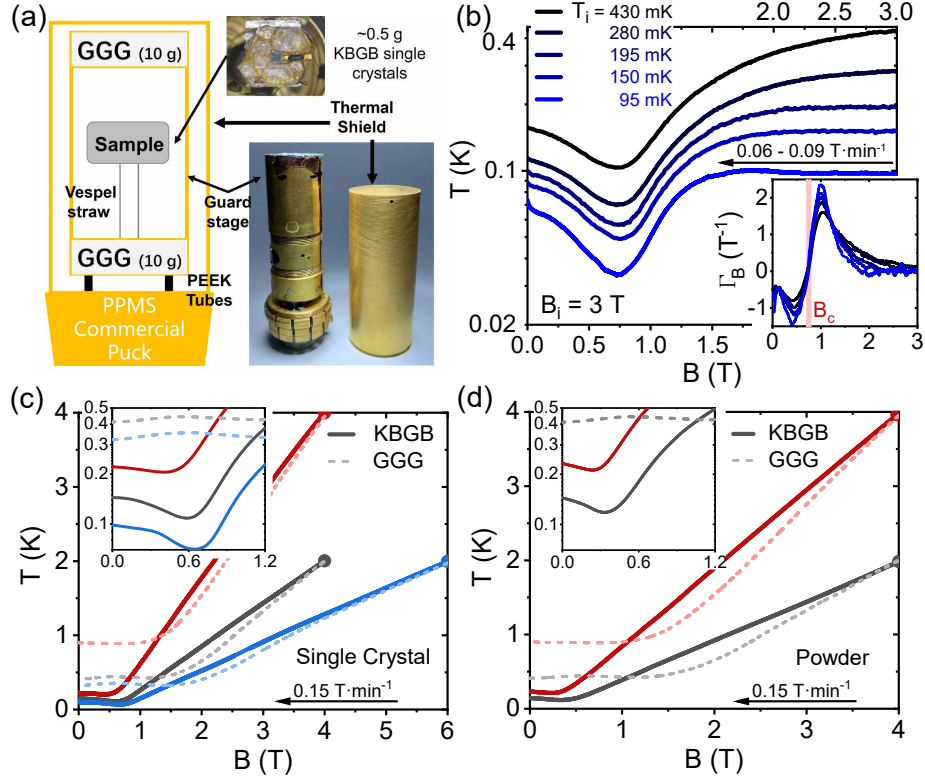 (a)
GGG (10 g)
~0.5 g
KBGB single
crystals
Thermal
Shield
Sample
Vespel
straw
Guard
stage
GGG (10 g)
PEEK
Tubes
PPMS
Commercial
Puck
(b)
2.0 2.5 3.0
T_i = 430 mK
280 mK
195 mK
150 mK
95 mK
0.06 - 0.09 T·min⁻¹
0.4
0.1
0.02
T (K)
B_i = 3 T
0.0 0.5 1.0 1.5
B (T)
Γ_B (T⁻¹)
2
1
0
-1
B_c
0 1 2 3
(c)
T (K)
4
3
2
1
0
0.5
0.4
0.3
0.2
0.1
0.0 0.6 1.2
KBGB
GGG
Single Crystal
0.15 T·min⁻¹
0 1 2 3 4 5 6
B (T)
(d)
T (K)
4
3
2
1
0
0.5
0.4
0.3
0.2
0.1
0.0 0.6 1.2
KBGB
GGG
Powder
0.15 T·min⁻¹
0 1 2 3 4
B (T)